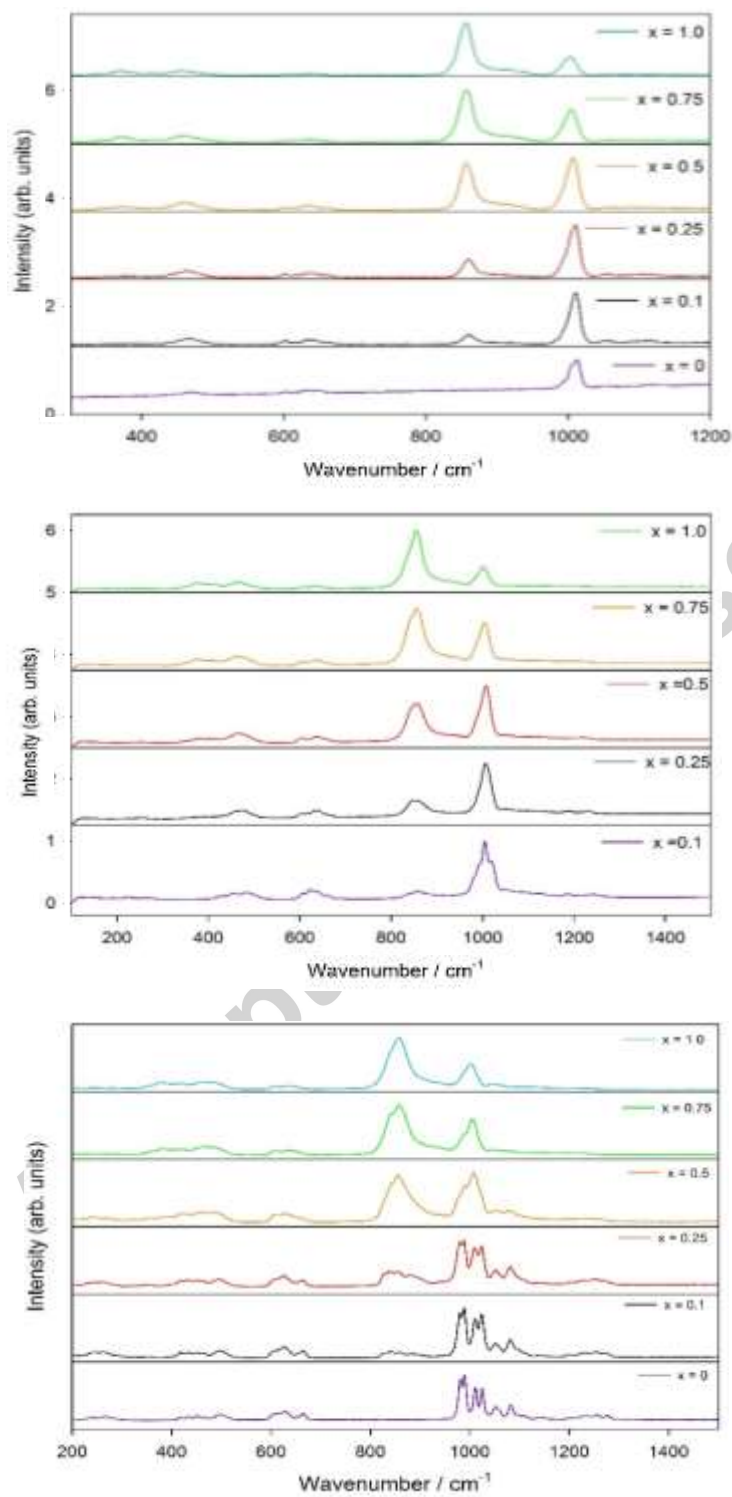 x = 1.0
6
x = 0.75
x = 0.5
4
x = 0.25
2
x = 0.1
x = 0
0
400
600
800
1000
1200
Intensity (arb. units)
Wavenumber / cm⁻¹
6
x = 1.0
5
x = 0.75
x =0.5
x = 0.25
1
x =0.1
0
200
400
600
800
1000
1200
1400
Intensity (arb. units)
Wavenumber / cm⁻¹
x = 1.0
x = 0.75
x = 0.5
x = 0.25
x = 0.1
x = 0
200
400
600
800
1000
1200
1400
Intensity (arb. units)
Wavenumber / cm⁻¹